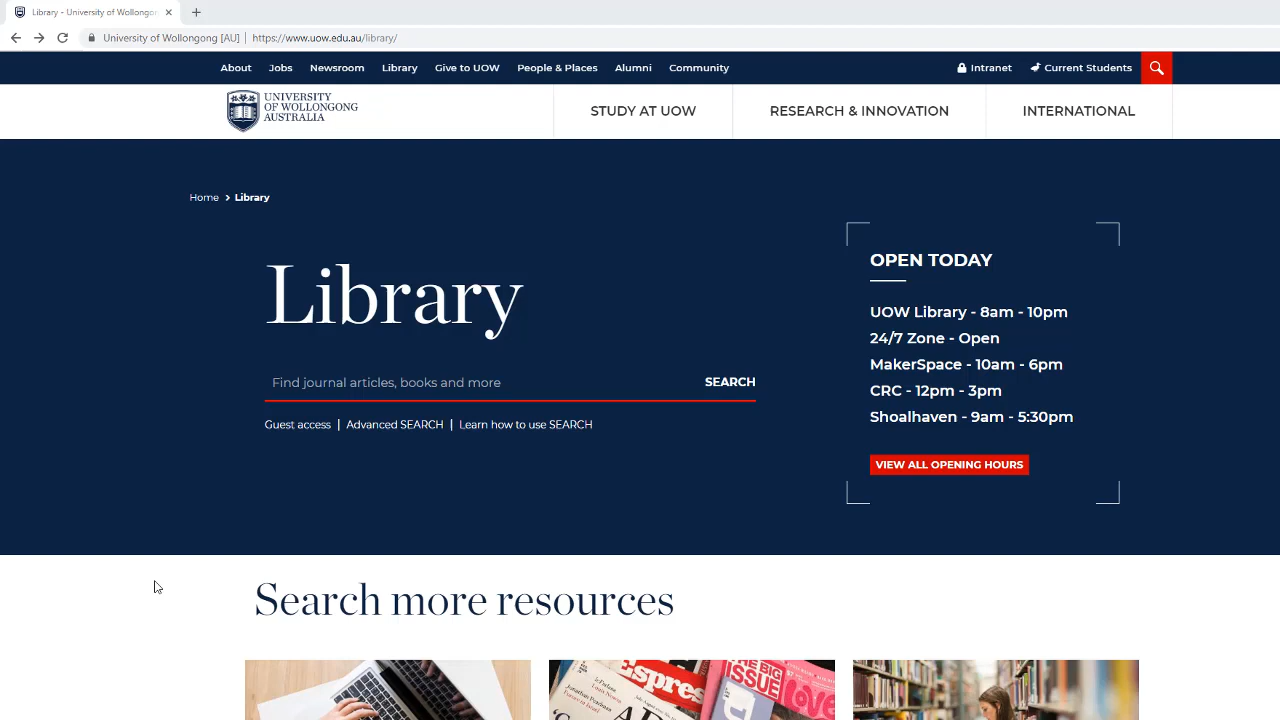 Library - University of Wollongon
University of Wollongong [AU] | https://www.uow.edu.au/library/
About Jobs Newsroom Library Give to UOW People & Places Alumni Community Intranet Current Students
UNIVERSITY
OF WOLLONGONG
AUSTRALIA
STUDY AT UOW RESEARCH & INNOVATION INTERNATIONAL
Home > Library
Library
Find journal articles, books and more SEARCH
Guest access | Advanced SEARCH | Learn how to use SEARCH
OPEN TODAY
UOW Library - 8am - 10pm
24/7 Zone - Open
MakerSpace - 10am - 6pm
CRC - 12pm - 3pm
Shoalhaven - 9am - 5:30pm
VIEW ALL OPENING HOURS
Search more resources
THE BIG
ISSUE